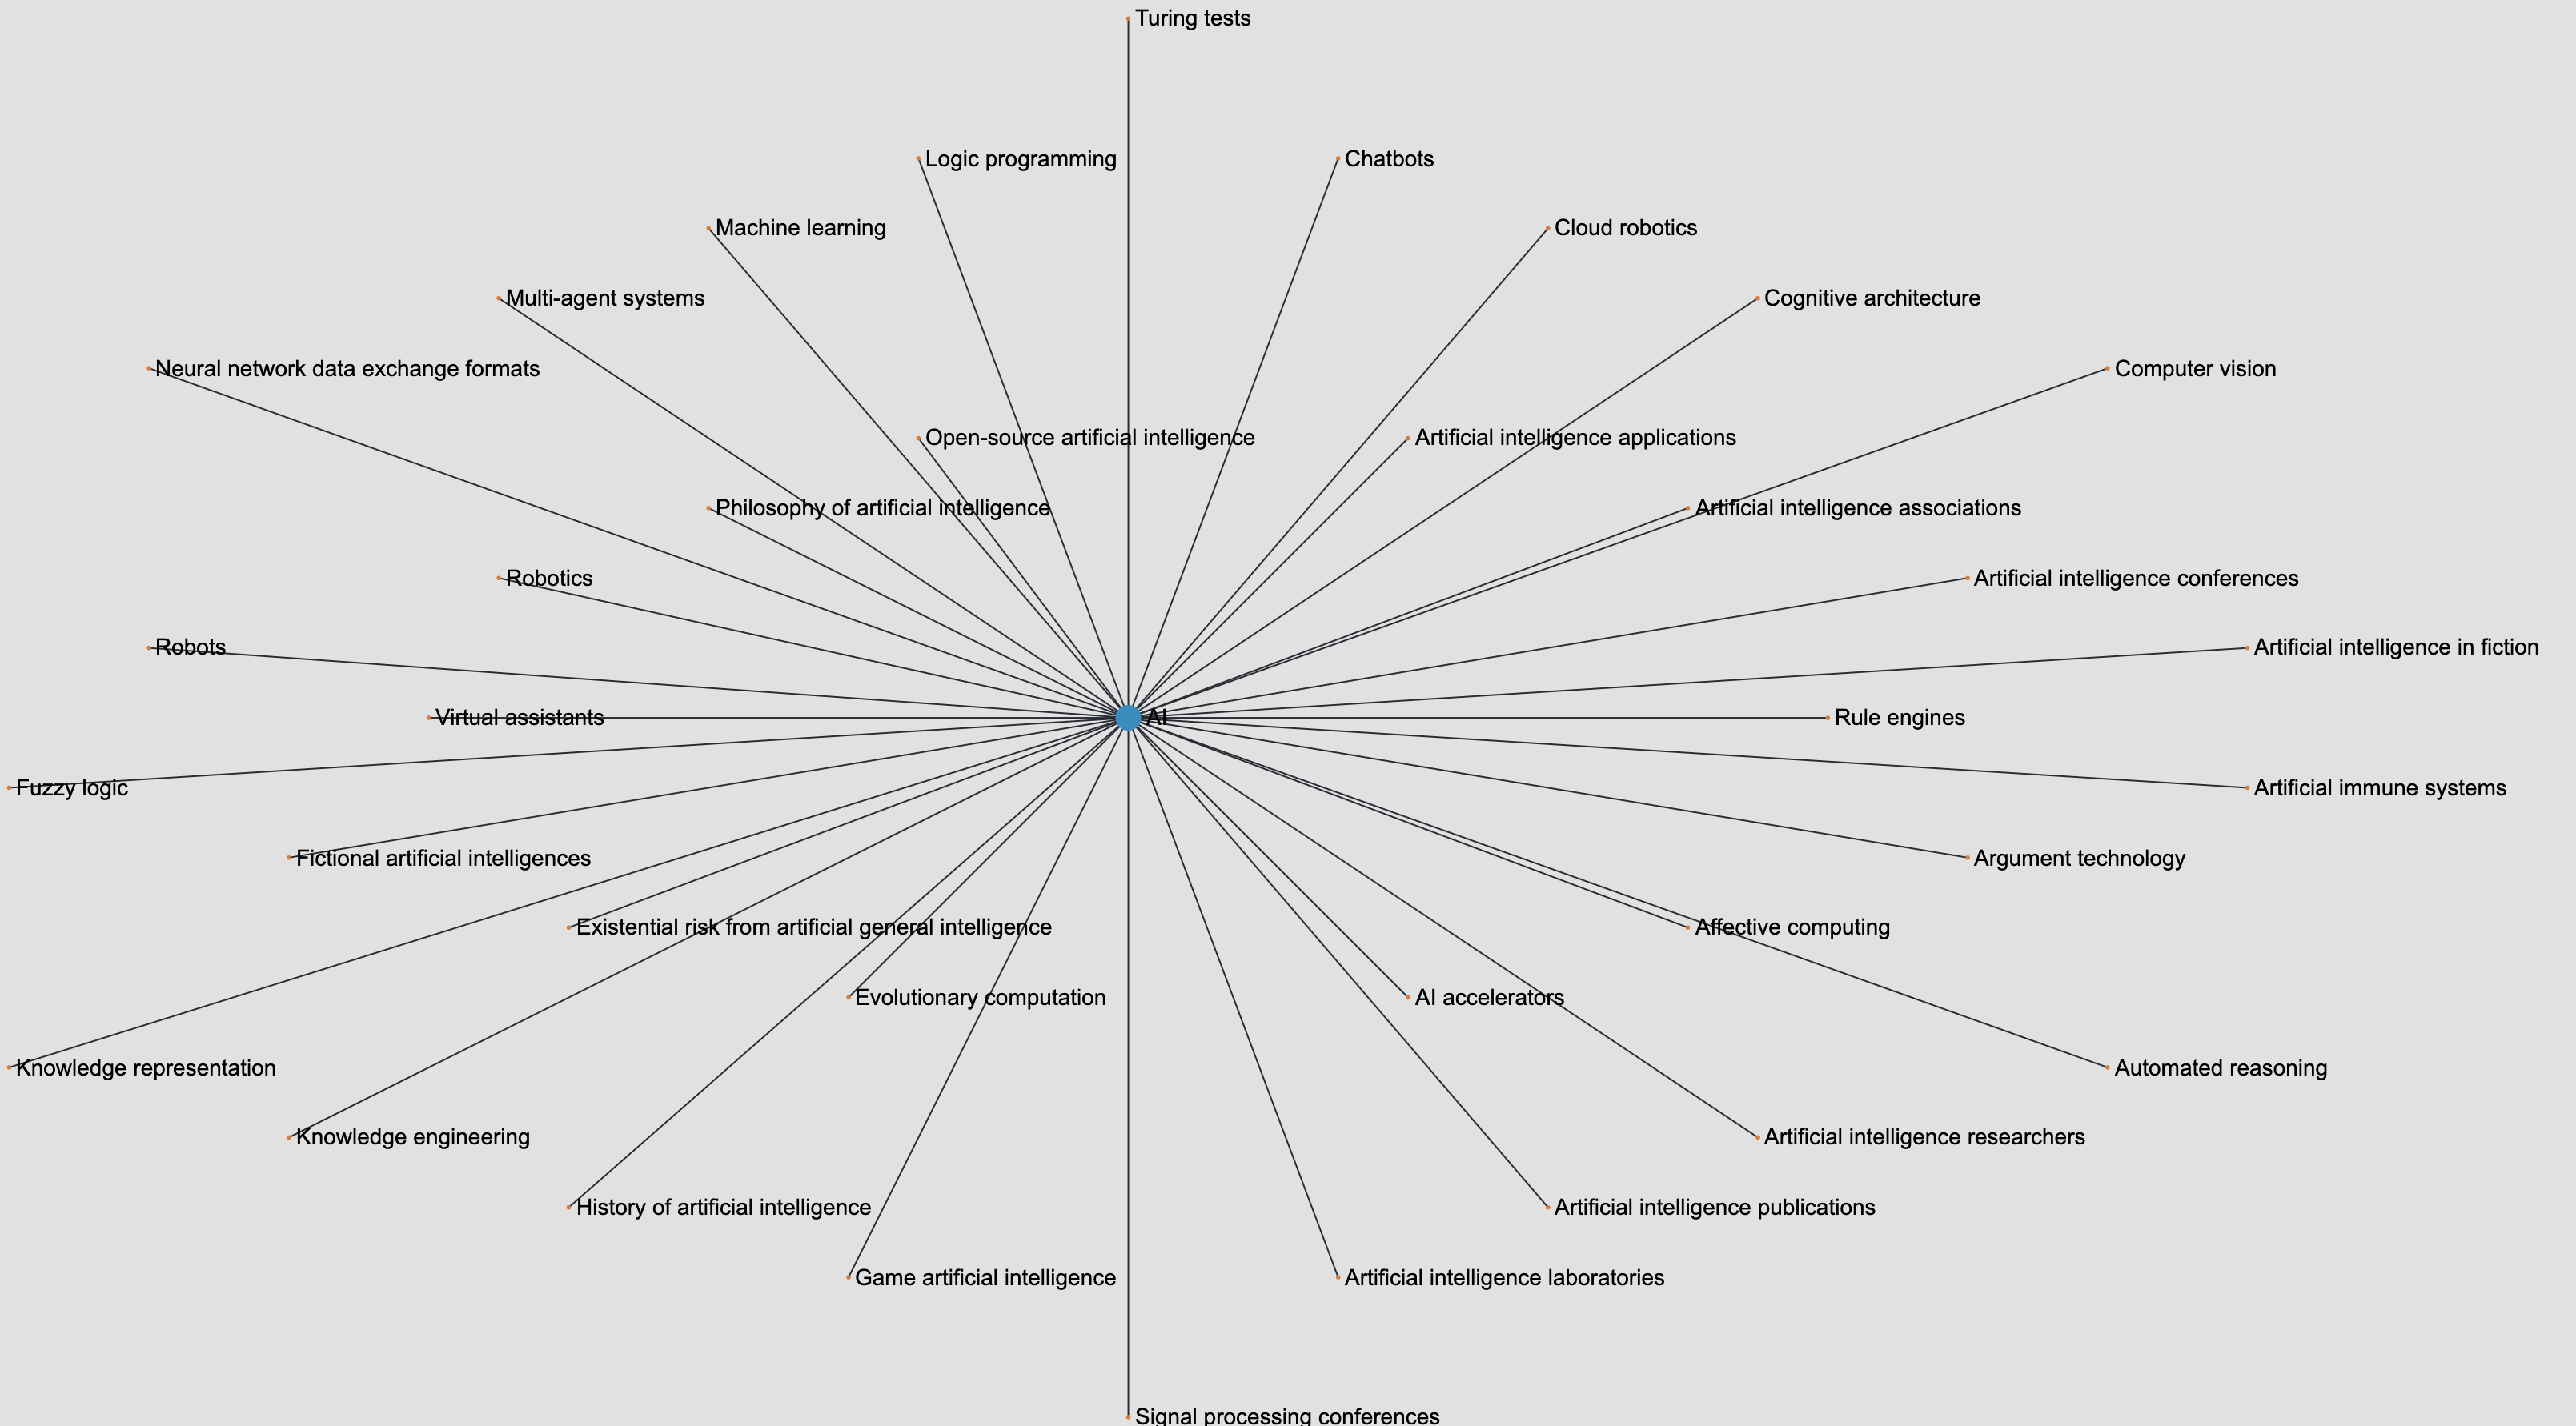 Turing tests
Logic programming
Chatbots
Machine learning
Cloud robotics
Multi-agent systems
Cognitive architecture
Neural network data exchange formats
Computer vision
Open-source artificial intelligence
Artificial intelligence applications
Philosophy of artificial intelligence
Artificial intelligence associations
Robotics
Artificial intelligence conferences
Robots
Artificial intelligence in fiction
Virtual assistants
AI
Rule engines
Fuzzy logic
Artificial immune systems
Fictional artificial intelligences
Argument technology
Existential risk from artificial general intelligence
Affective computing
Evolutionary computation
AI accelerators
Knowledge representation
Automated reasoning
Knowledge engineering
Artificial intelligence researchers
History of artificial intelligence
Artificial intelligence publications
Game artificial intelligence
Artificial intelligence laboratories
Signal processing conferences